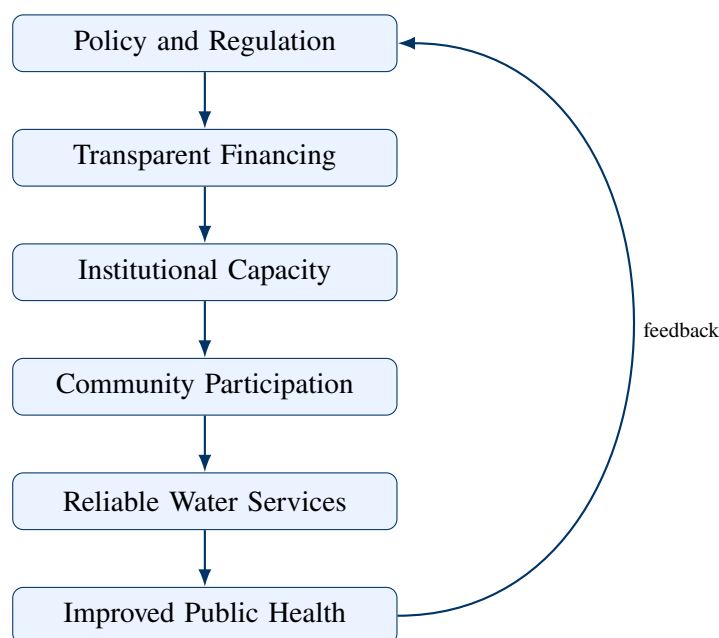 Policy and Regulation
Transparent Financing
Institutional Capacity
feedback
Community Participation
Reliable Water Services
Improved Public Health